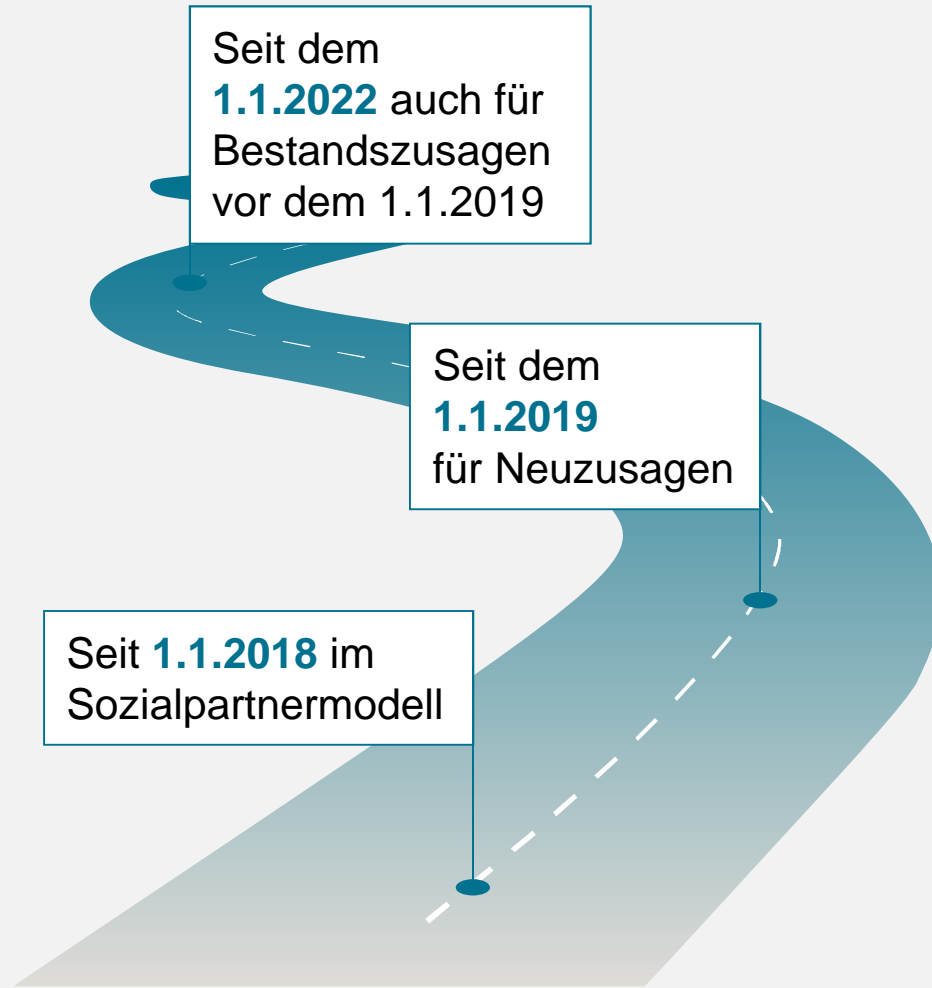 Seit dem
1.1.2022 auch für
Bestandszusagen
vor dem 1.1.2019
Seit dem
1.1.2019
für Neuzusagen
Seit 1.1.2018 im
Sozialpartnermodell